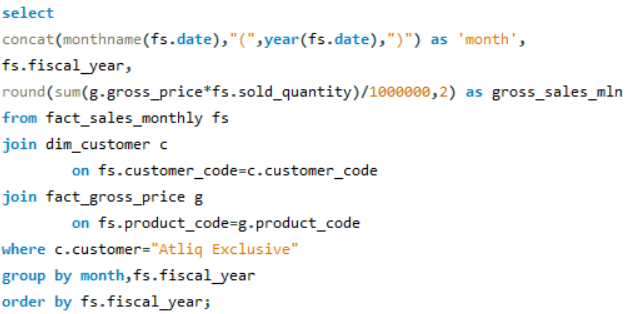 select
concat(monthname(fs.date),"(",year(fs.date),")") as 'month',
fs.fiscal_year,
round(sum(g.gross_price*fs.sold_quantity)/1000000,2) as gross_sales_mln
from fact_sales_monthly fs
join dim_customer c
on fs.customer_code=c.customer_code
join fact_gross_price g
on fs.product_code=g.product_code
where c.customer="Atliq Exclusive"
group by month,fs.fiscal_year
order by fs.fiscal_year;